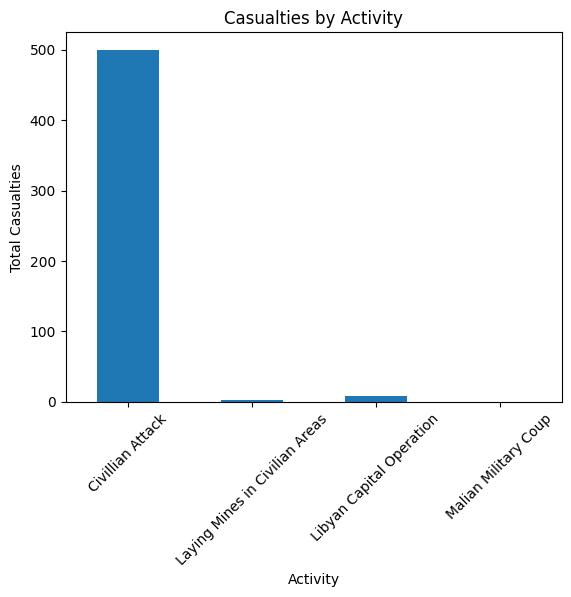 Casualties by Activity
Total Casualties
500
400
300
200
100
0
Civillian Attack
Laying Mines in Civilian Areas
Libyan Capital Operation
Malian Military Coup
Activity